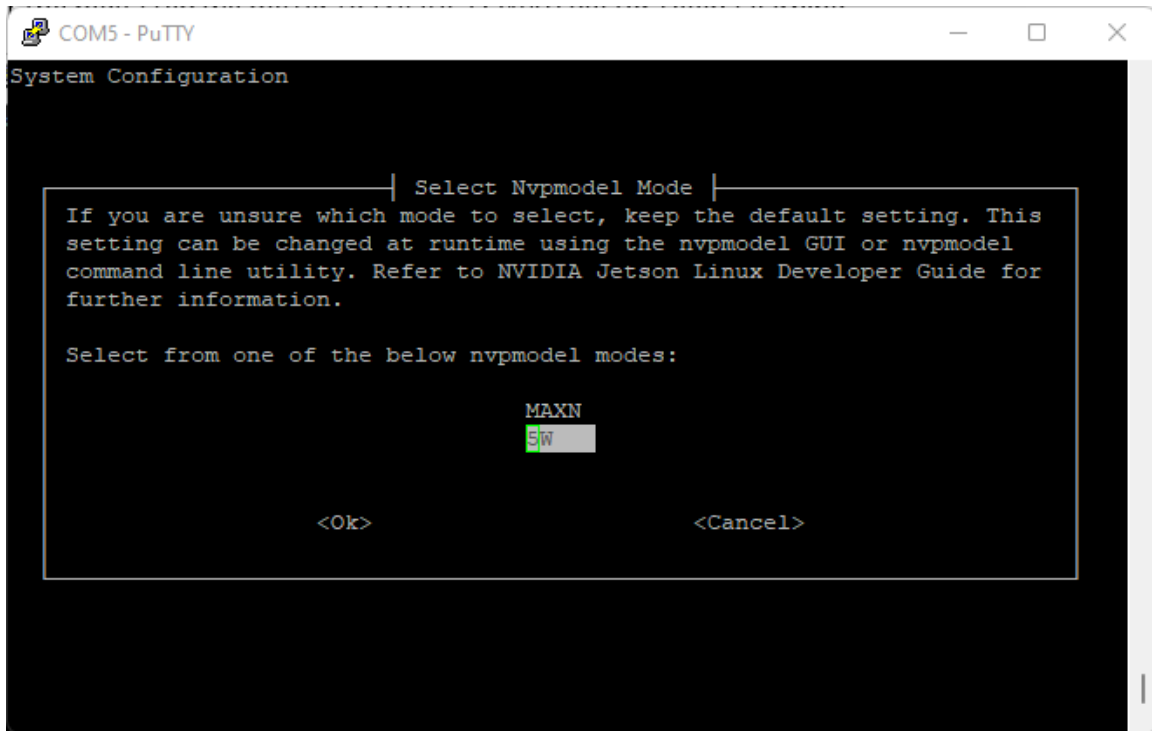 COM5 - PuTTY
System Configuration
Select Nvpmodel Mode
If you are unsure which mode to select, keep the default setting. This
setting can be changed at runtime using the nvpmodel GUI or nvpmodel
command line utility. Refer to NVIDIA Jetson Linux Developer Guide for
further information.
Select from one of the below nvpmodel modes:
MAXN
5W
<Ok> <Cancel>